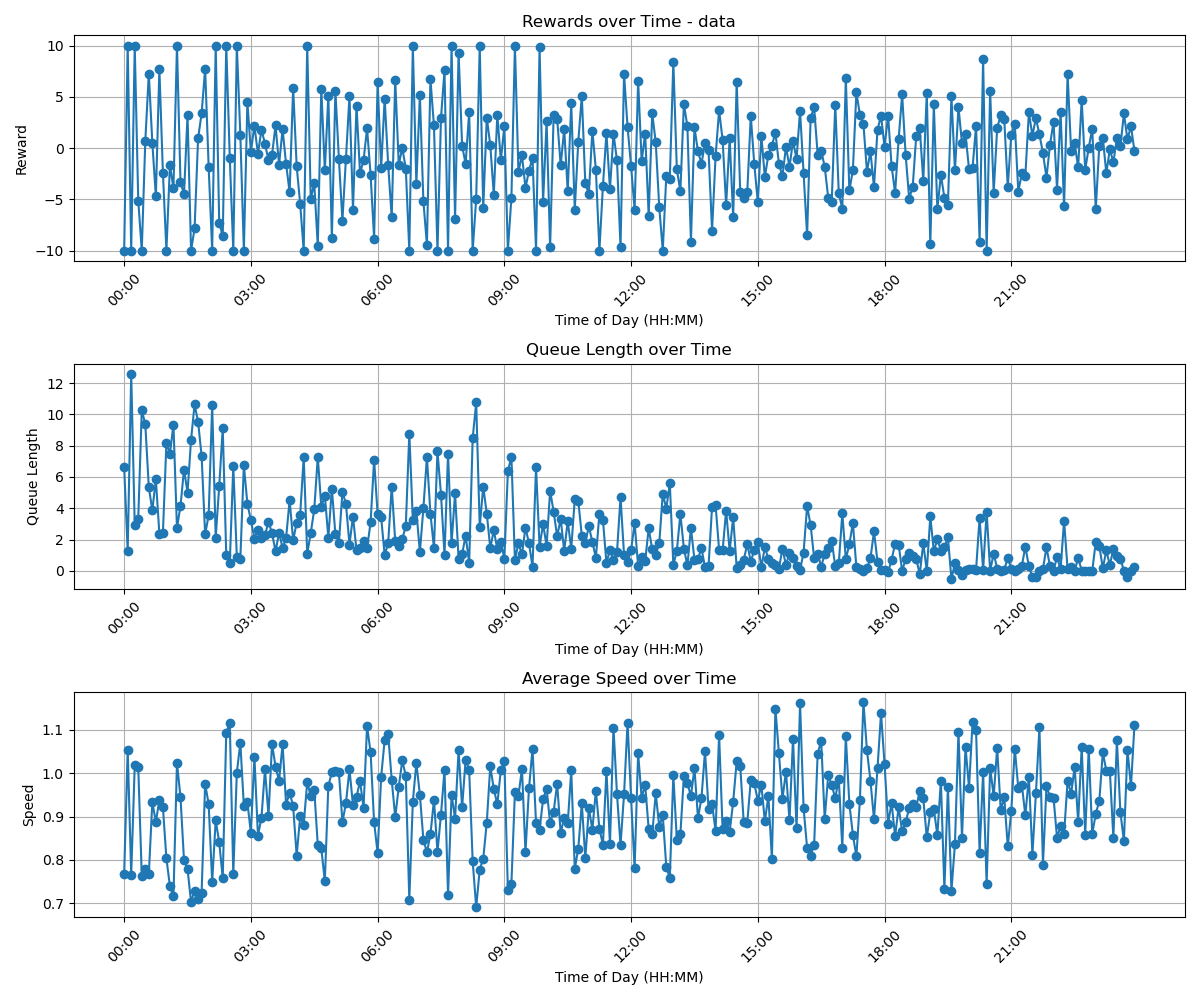 Rewards over Time - data
10
5
0
−5
−10
Reward
00:00 03:00 06:00 09:00 12:00 15:00 18:00 21:00
Time of Day (HH:MM)
Queue Length over Time
12
10
8
6
4
2
0
Queue Length
00:00 03:00 06:00 09:00 12:00 15:00 18:00 21:00
Time of Day (HH:MM)
Average Speed over Time
1.1
1.0
0.9
0.8
0.7
Speed
00:00 03:00 06:00 09:00 12:00 15:00 18:00 21:00
Time of Day (HH:MM)